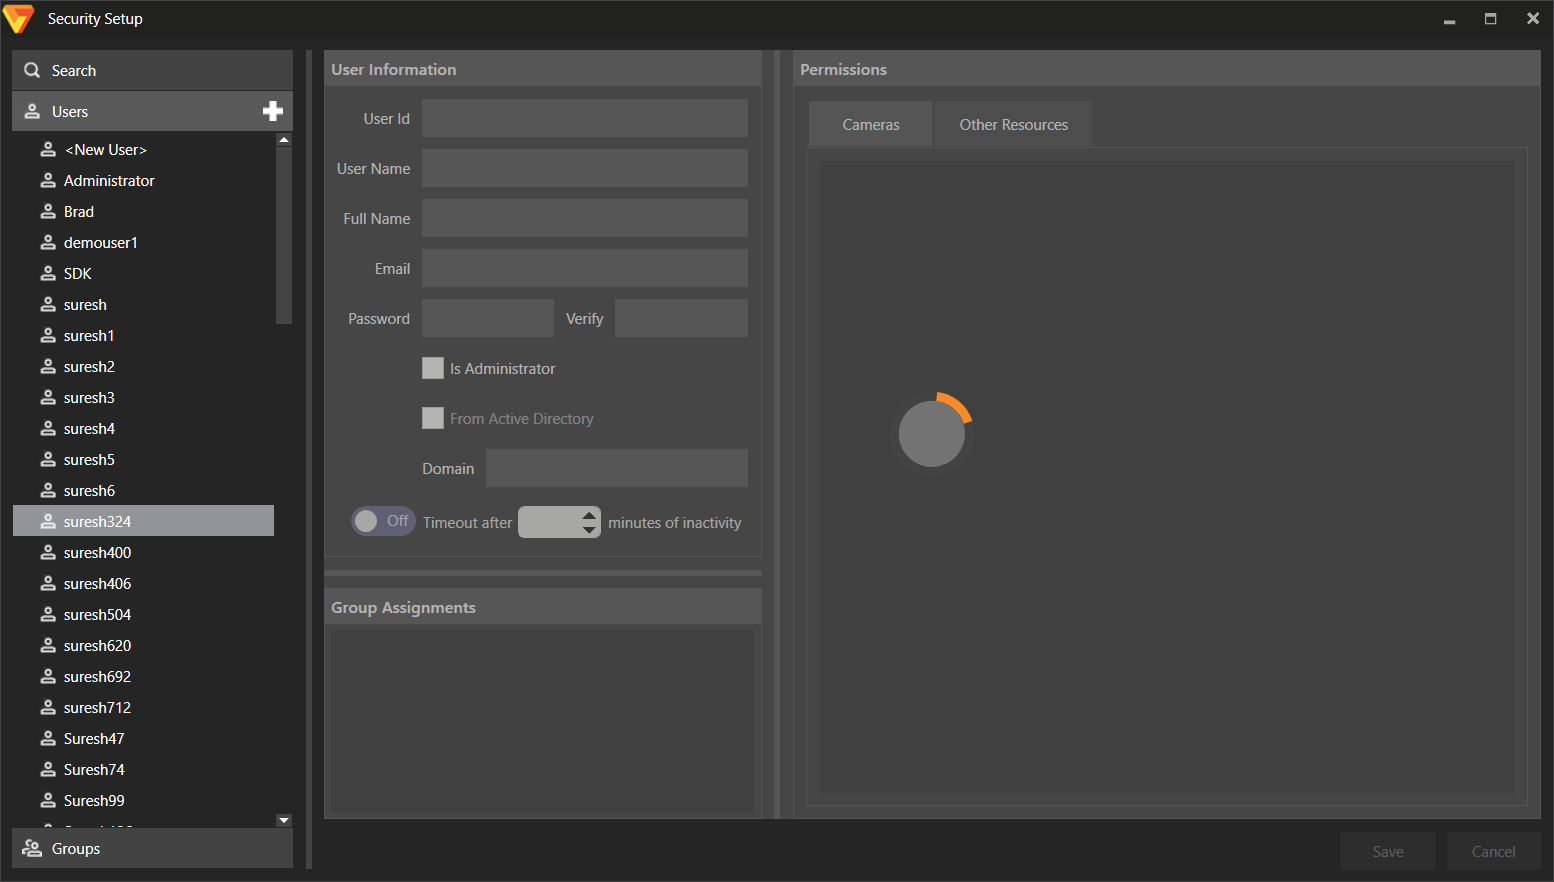 Security Setup
Search
Users
<New User>
Administrator
Brad
demouser1
SDK
suresh
suresh1
suresh2
suresh3
suresh4
suresh5
suresh6
suresh324
suresh400
suresh406
suresh504
suresh620
suresh692
suresh712
Suresh47
Suresh74
Suresh99
Groups
User Information
User Id
User Name
Full Name
Email
Password Verify
Is Administrator
From Active Directory
Domain
Off Timeout after minutes of inactivity
Group Assignments
Permissions
Cameras Other Resources
Save Cancel